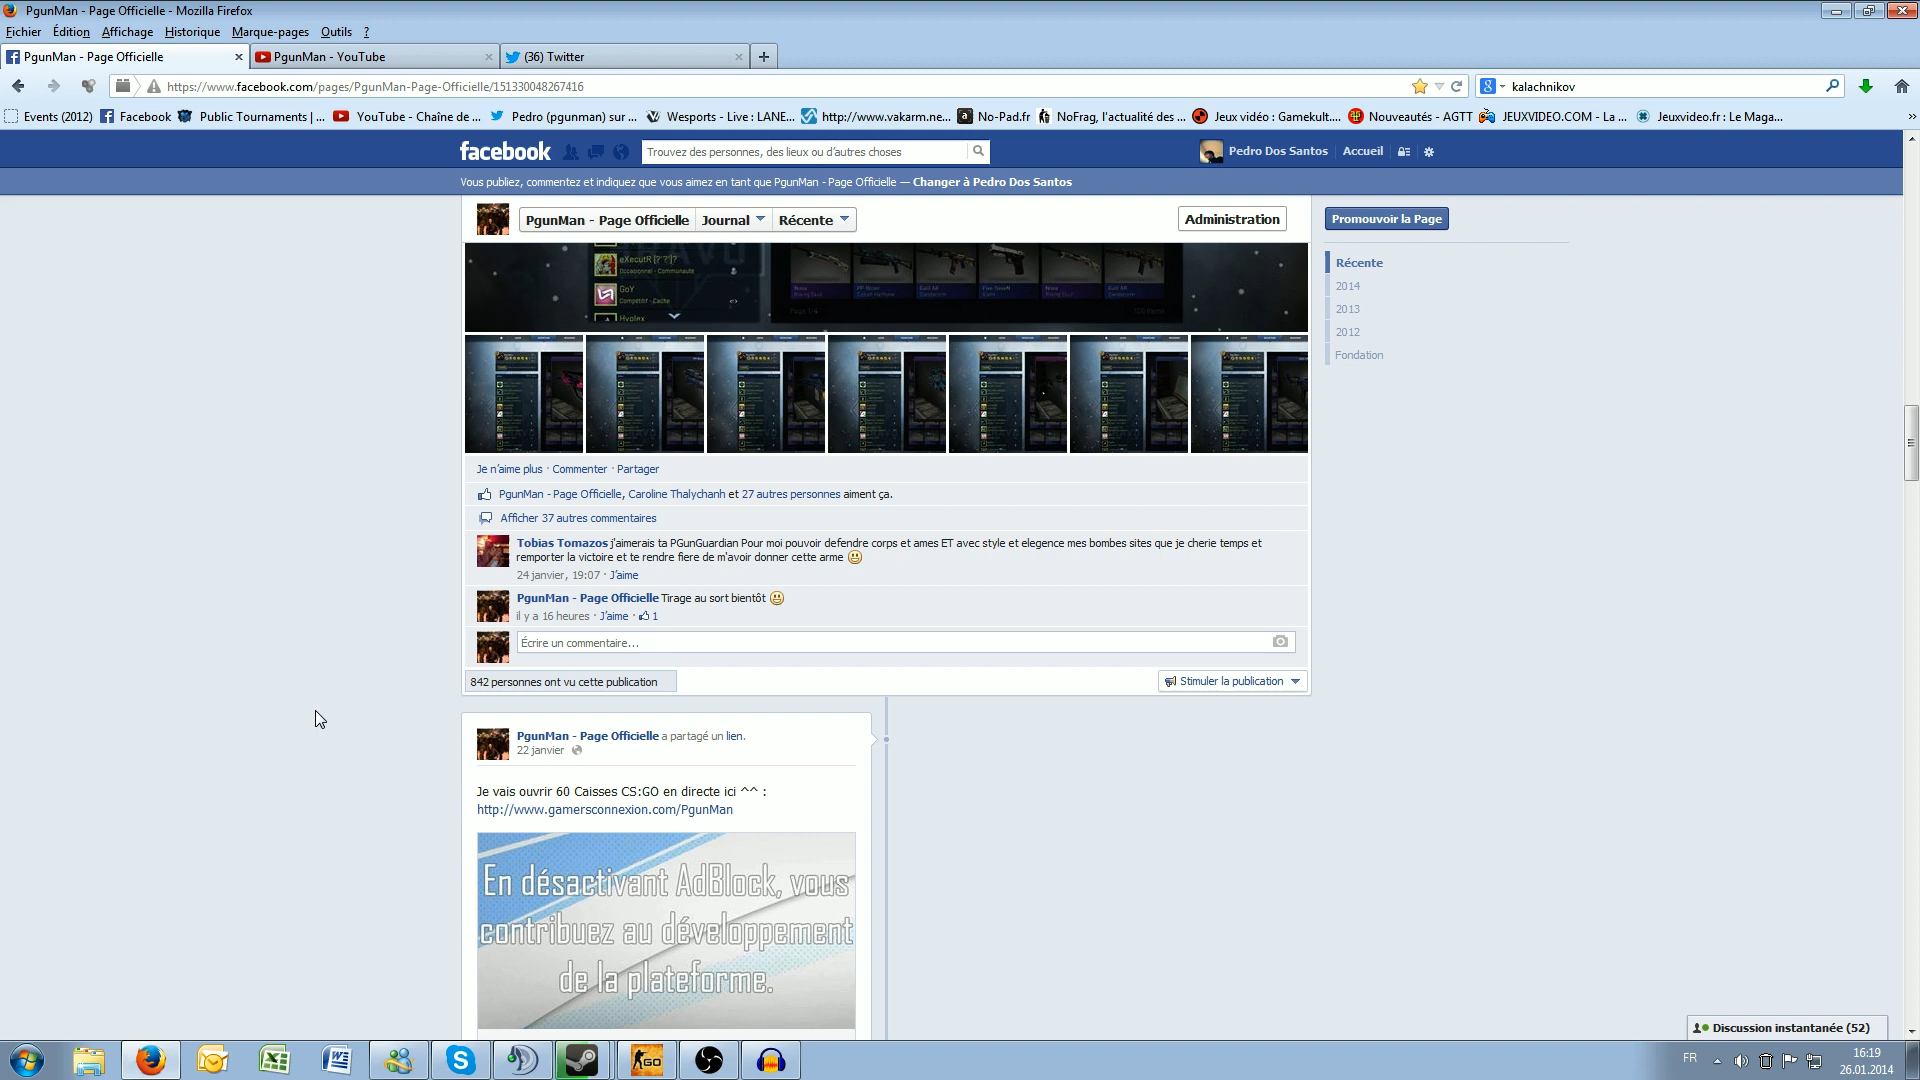 PgunMan - Page Officielle - Mozilla Firefox
Fichier Édition Affichage Historique Marque-pages Outils ?
PgunMan - Page Officielle
PgunMan - YouTube
(36) Twitter
https://www.facebook.com/pages/PgunMan-Page-Officielle/151330048267416
kalachnikov
Events (2012) Facebook Public Tournaments | ... YouTube - Chaîne de ... Pedro (pgunman) sur ... Wesports - Live : LANE... http://www.vakarm.ne... No-Pad.fr NoFrag, l'actualité des ... Jeux vidéo : Gamekult.... Nouveautés - AGTT JEUXVIDEO.COM - La ... Jeuxvideo.fr : Le Maga...
facebook
Trouvez des personnes, des lieux ou d'autres choses
Pedro Dos Santos Accueil
Vous publiez, commentez et indiquez que vous aimez en tant que PgunMan - Page Officielle — Changer à Pedro Dos Santos
PgunMan - Page Officielle Journal Récente
Administration
Promouvoir la Page
Récente
2014
2013
2012
Fondation
eXecutR [?'?']?
Occasionnel - Communauté
GoY
Compétitif - Cache
Hyplex
Je n'aime plus · Commenter · Partager
PgunMan - Page Officielle, Caroline Thalychanh et 27 autres personnes aiment ça.
Afficher 37 autres commentaires
Tobias Tomazos j'aimerais ta PGunGuardian Pour moi pouvoir defendre corps et ames ET avec style et elegence mes bombes sites que je cherie temps et
remporter la victoire et te rendre fiere de m'avoir donner cette arme
24 janvier, 19:07 · J'aime
PgunMan - Page Officielle Tirage au sort bientôt
il y a 16 heures · J'aime · 1
Écrire un commentaire...
842 personnes ont vu cette publication
Stimuler la publication
PgunMan - Page Officielle a partagé un lien.
22 janvier
Je vais ouvrir 60 Caisses CS:GO en directe ici ^^ :
http://www.gamersconnexion.com/PgunMan
En désactivant AdBlock, vous
contribuez au développement
de la plateforme.
Discussion instantanée (52)
FR
16:19
26.01.2014